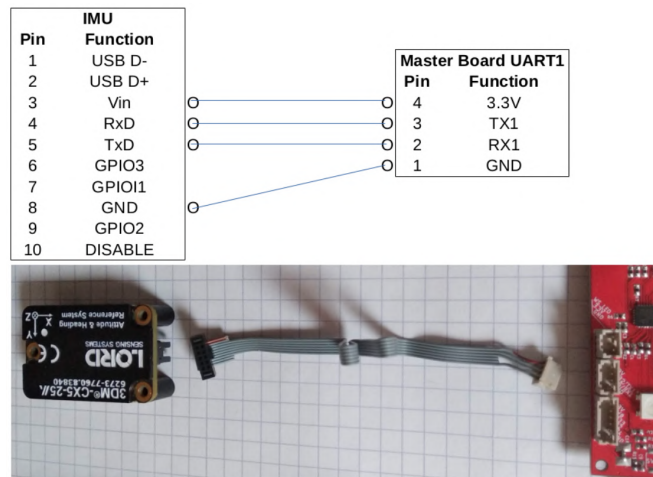 IMU
Pin Function
1 USB D-
2 USB D+
3 Vin
4 RxD
5 TxD
6 GPIO3
7 GPIOI1
8 GND
9 GPIO2
10 DISABLE
Master Board UART1
Pin Function
4 3.3V
3 TX1
2 RX1
1 GND
3DM®-CX5-25
6273-7760.83840
LORD
SENSING SYSTEMS
CE
Attitude & Heading
Reference System
X
Y
Z